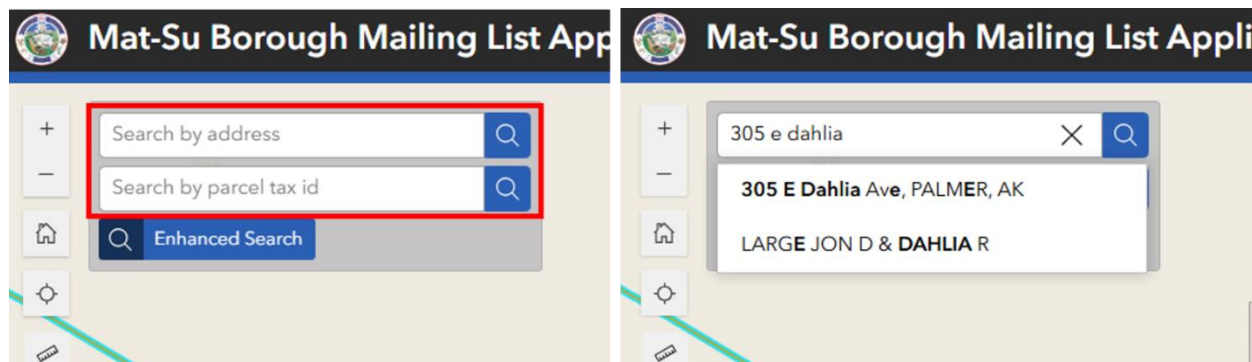 Mat-Su Borough Mailing List App
Search by address
Search by parcel tax id
Enhanced Search
Mat-Su Borough Mailing List Appli
305 e dahlia
305 E Dahlia Ave, PALMER, AK
LARGE JON D & DAHLIA R